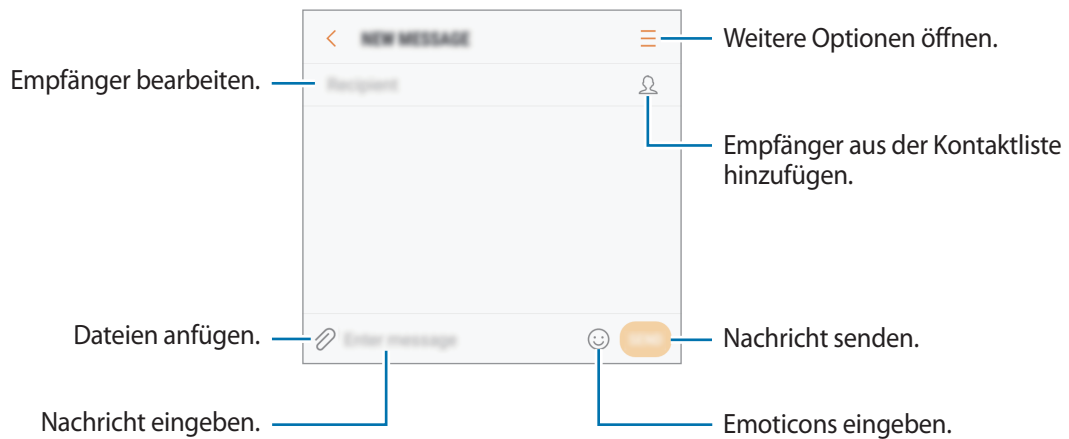 NEW MESSAGE
Weitere Optionen öffnen.
Empfänger bearbeiten.
Recipient
Empfänger aus der Kontaktliste
hinzufügen.
Dateien anfügen.
Enter message
Nachricht senden.
Nachricht eingeben.
Emoticons eingeben.